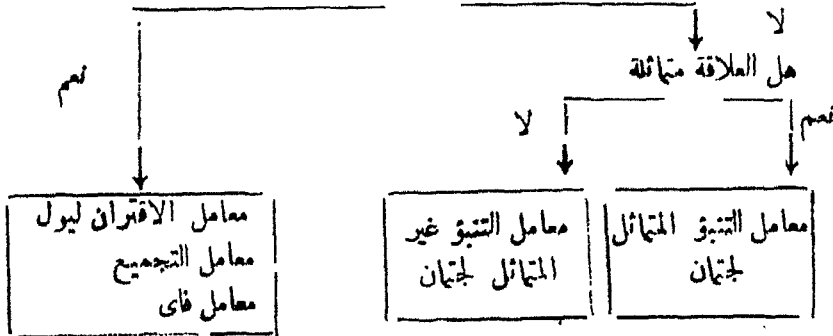 لا
هل العلاقة متماثلة
نعم
لا
نعم
معامل التنبؤ المتماثل
لجتمان
معامل التنبؤ غير
المتماثل لجتمان
معامل الاقتران ليول
معامل التجميع
معامل فاى